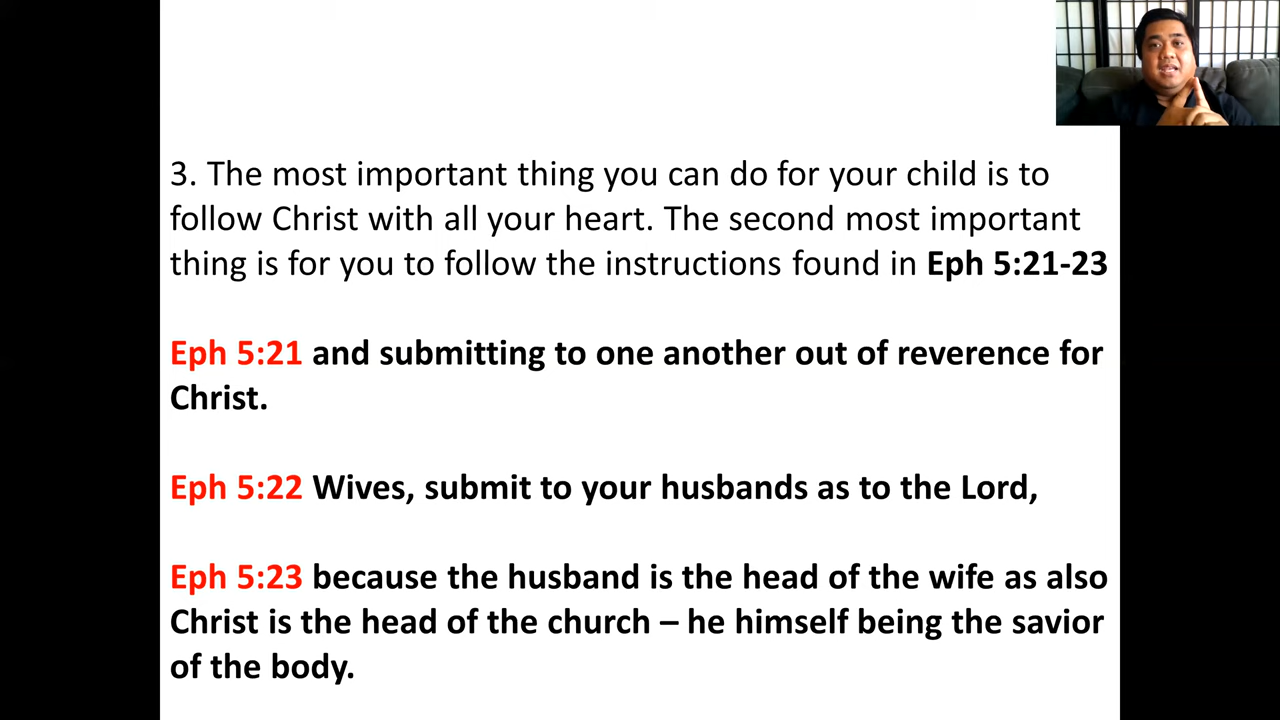 3. The most important thing you can do for your child is to
follow Christ with all your heart. The second most important
thing is for you to follow the instructions found in Eph 5:21-23
Eph 5:21 and submitting to one another out of reverence for
Christ.
Eph 5:22 Wives, submit to your husbands as to the Lord,
Eph 5:23 because the husband is the head of the wife as also
Christ is the head of the church – he himself being the savior
of the body.